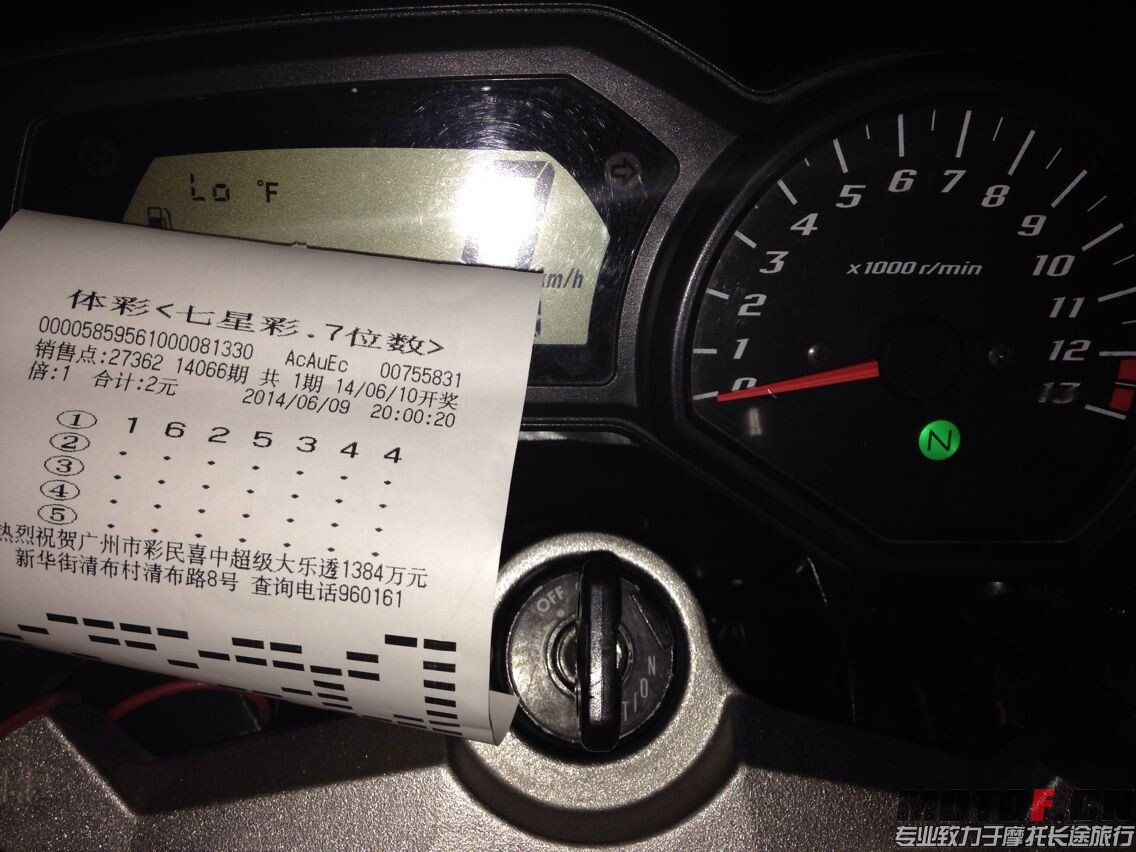 Lo °F
km/h
体彩<七星彩.7位数>
00005859561000081330 AcAuEc 00755831
销售点:27362 14066期 共 1期 14/06/10开奖
倍:1 合计:2元 2014/06/09 20:00:20
① 1 6 2 5 3 4 4
②
③
④
⑤
热烈祝贺广州市彩民喜中超级大乐透1384万元
新华街清布村清布路8号 查询电话960161
0 1 2 3 4 5 6 7 8 9 10 11 12 13
x1000 r/min
N
OFF
MOTOF.CN
专业致力于摩托长途旅行